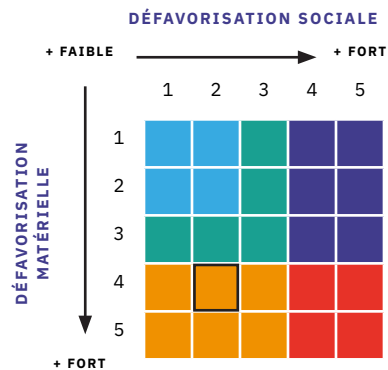 DÉFAVORISATION SOCIALE
+ FAIBLE
+ FORT
1 2 3 4 5
DÉFAVORISATION
MATÉRIELLE
1
2
3
4
5
+ FORT